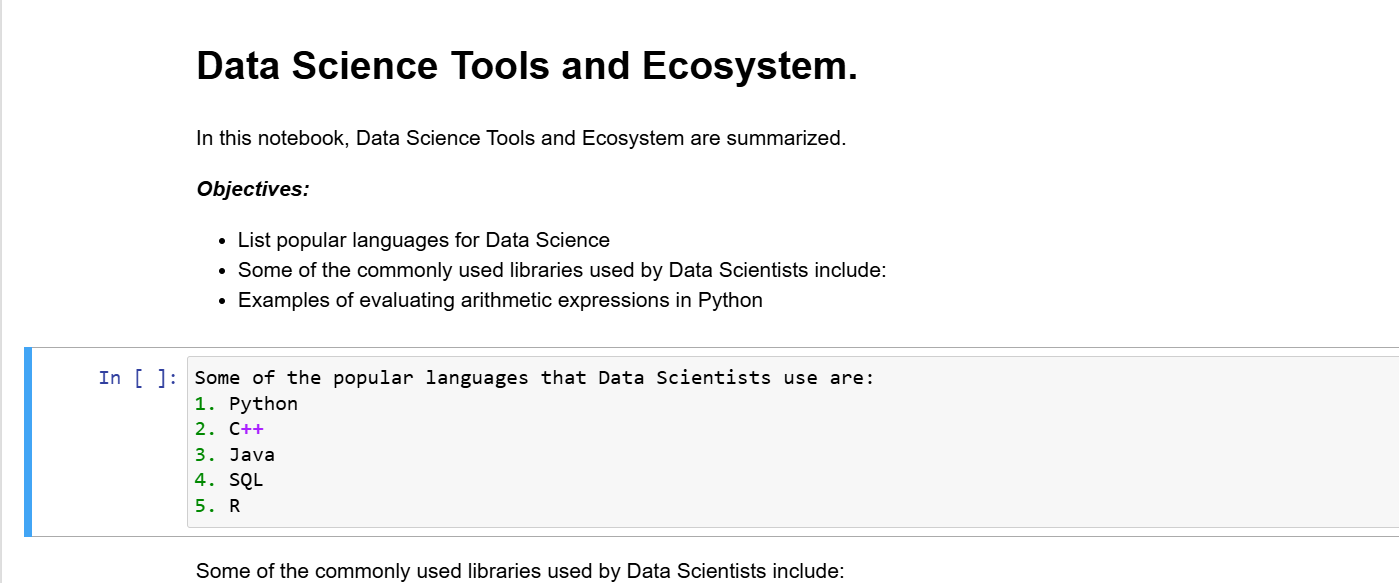 Data Science Tools and Ecosystem.
In this notebook, Data Science Tools and Ecosystem are summarized.
Objectives:
• List popular languages for Data Science
• Some of the commonly used libraries used by Data Scientists include:
• Examples of evaluating arithmetic expressions in Python
In [ ]: Some of the popular languages that Data Scientists use are:
1. Python
2. C++
3. Java
4. SQL
5. R
Some of the commonly used libraries used by Data Scientists include: